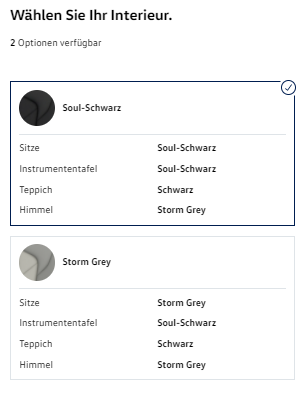 Wählen Sie Ihr Interieur.
2 Optionen verfügbar
Soul-Schwarz
Sitze Soul-Schwarz
Instrumententafel Soul-Schwarz
Teppich Schwarz
Himmel Storm Grey
Storm Grey
Sitze Storm Grey
Instrumententafel Soul-Schwarz
Teppich Schwarz
Himmel Storm Grey